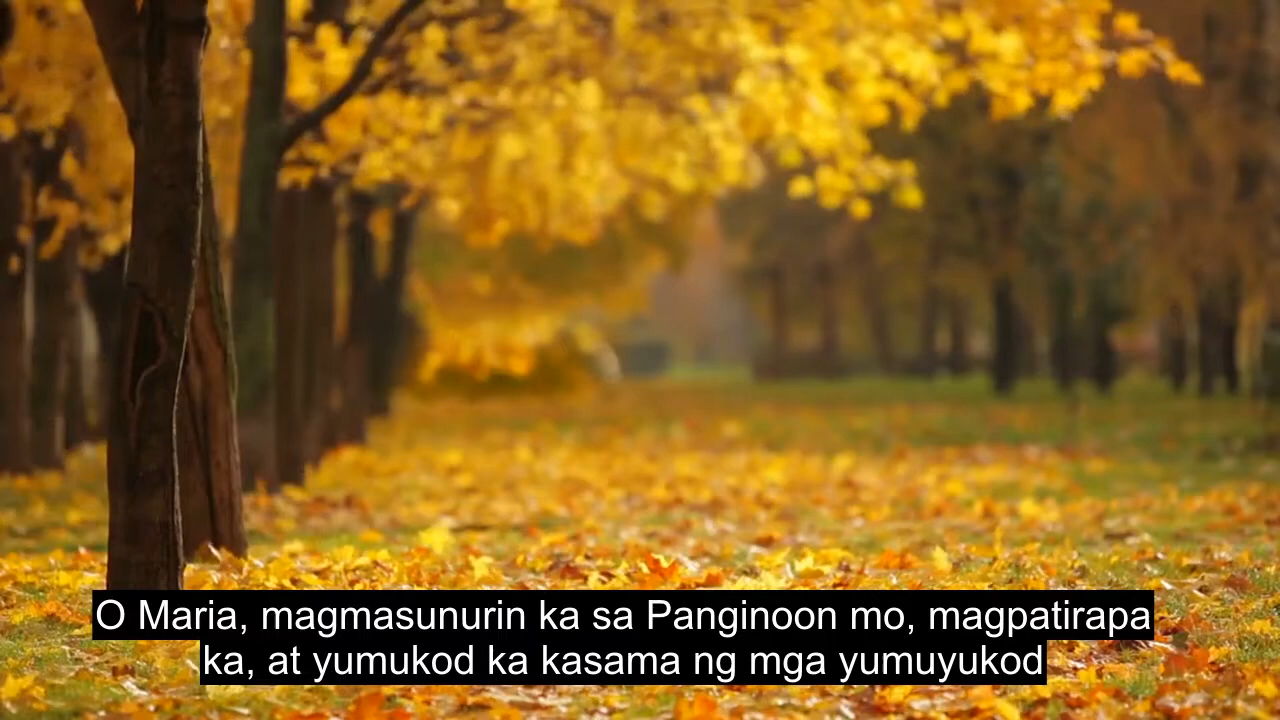 O Maria, magmasunurin ka sa Panginoon mo, magpatirapa
ka, at yumukod ka kasama ng mga yumuyukod